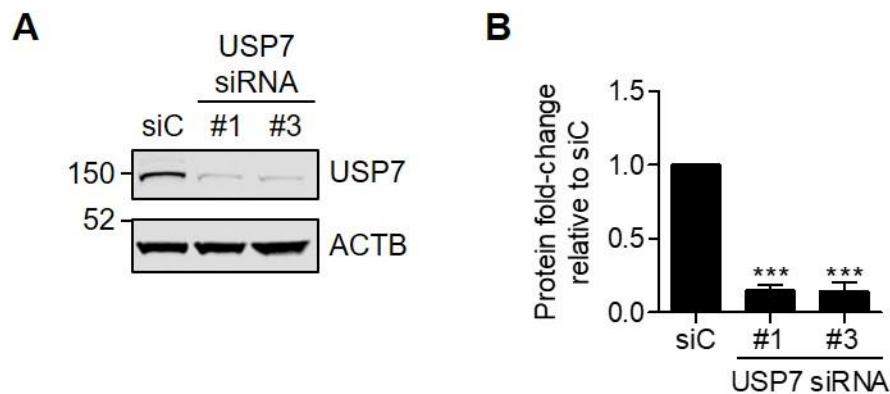 A
USP7
siRNA
siC #1 #3
150
USP7
52
ACTB
B
Protein fold-change
relative to siC
1.5
1.0
0.5
0.0
*** ***
siC #1 #3
USP7 siRNA